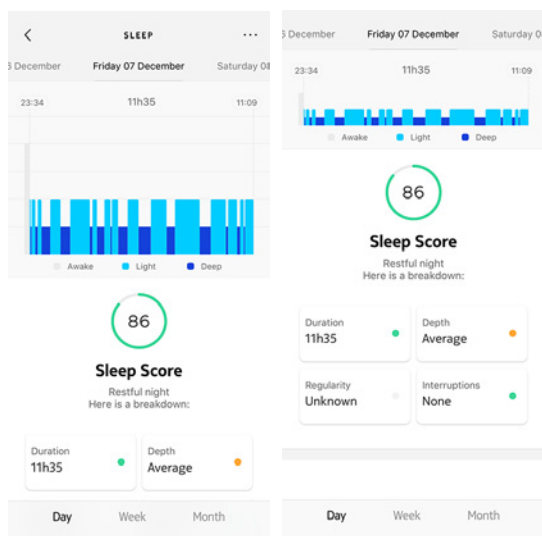 SLEEP
6 December Friday 07 December Saturday 08
23:34 11h35 11:09
Awake Light Deep
86
Sleep Score
Restful night
Here is a breakdown:
Duration Depth
11h35 Average
Day Week Month
6 December Friday 07 December Saturday 0
23:34 11h35 11:09
Awake Light Deep
86
Sleep Score
Restful night
Here is a breakdown:
Duration Depth
11h35 Average
Regularity Interruptions
Unknown None
Day Week Month